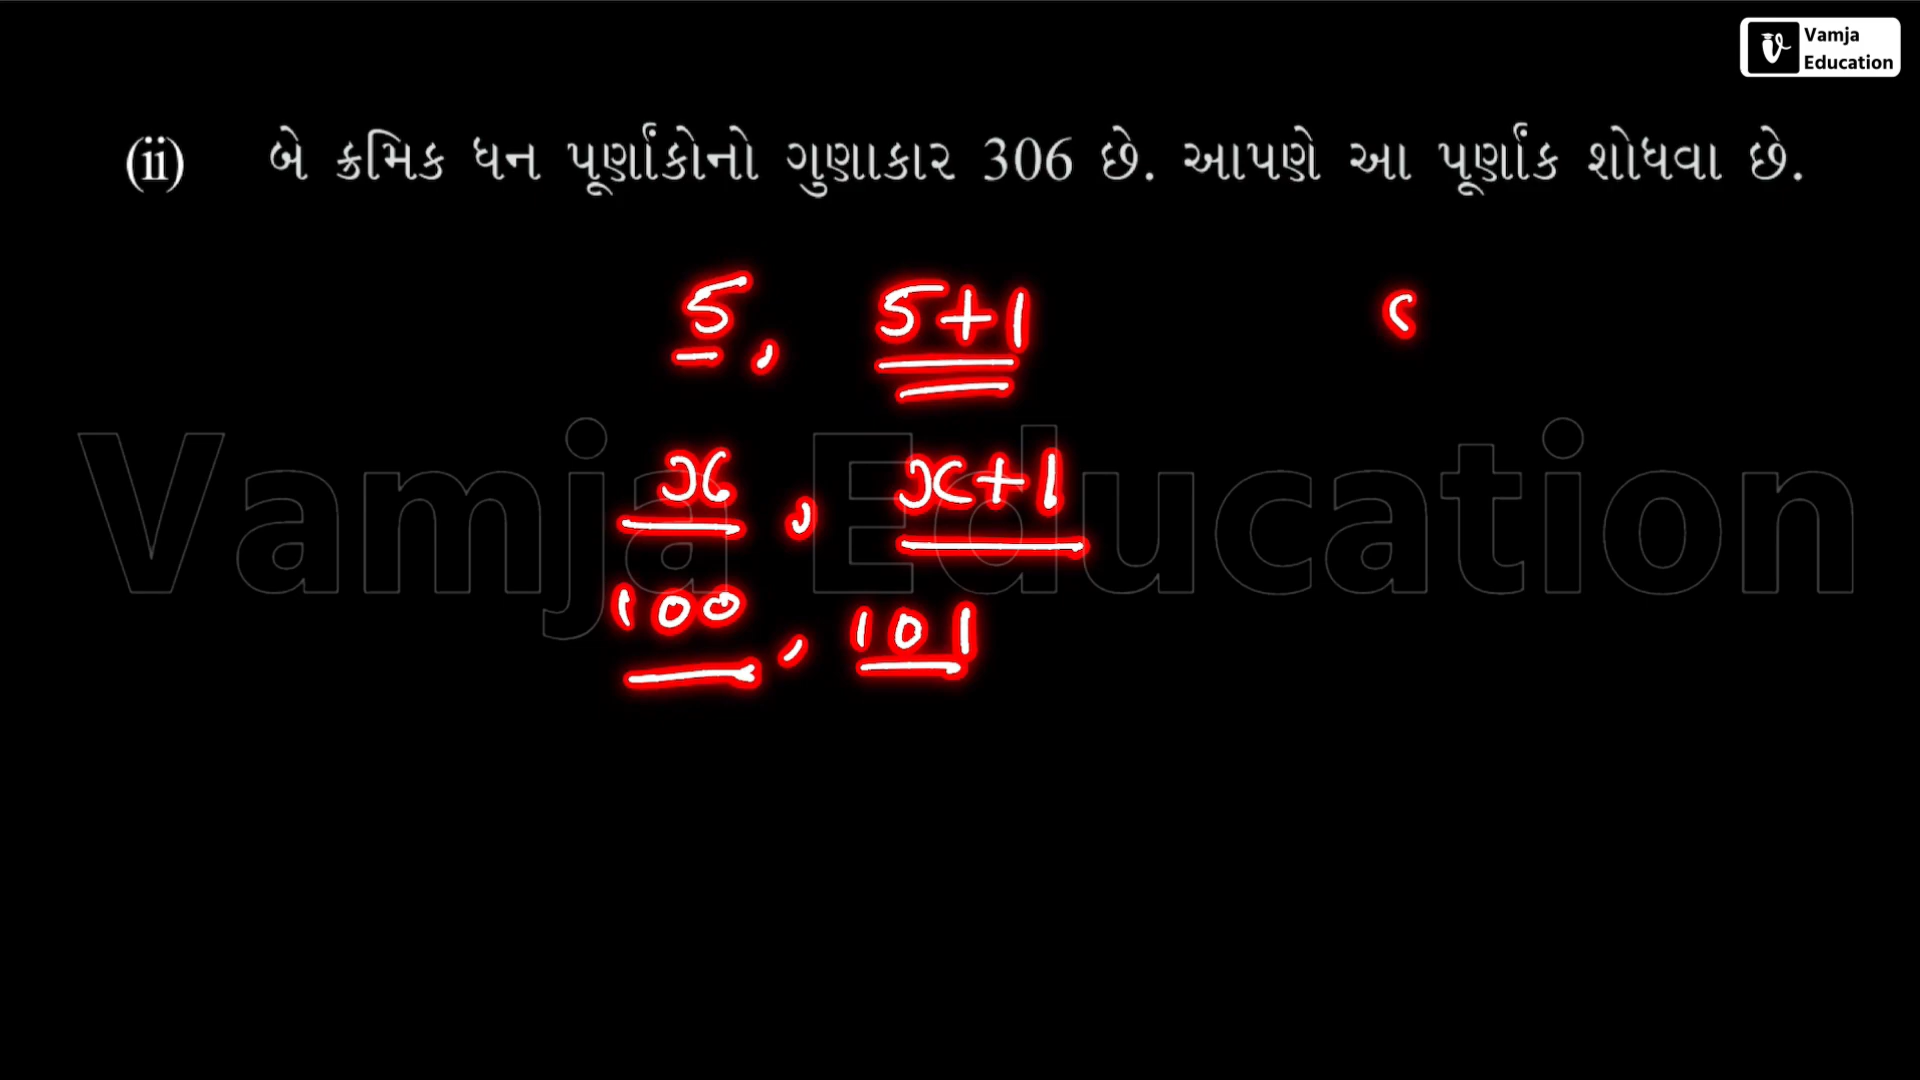 Vamja
Education
(ii) બે ક્રમિક ધન પૂર્ણાંકોનો ગુણાકાર 306 છે. આપણે આ પૂર્ણાંક શોધવા છે.
5, 5+1
x, x+1
Vamja Education
100, 101